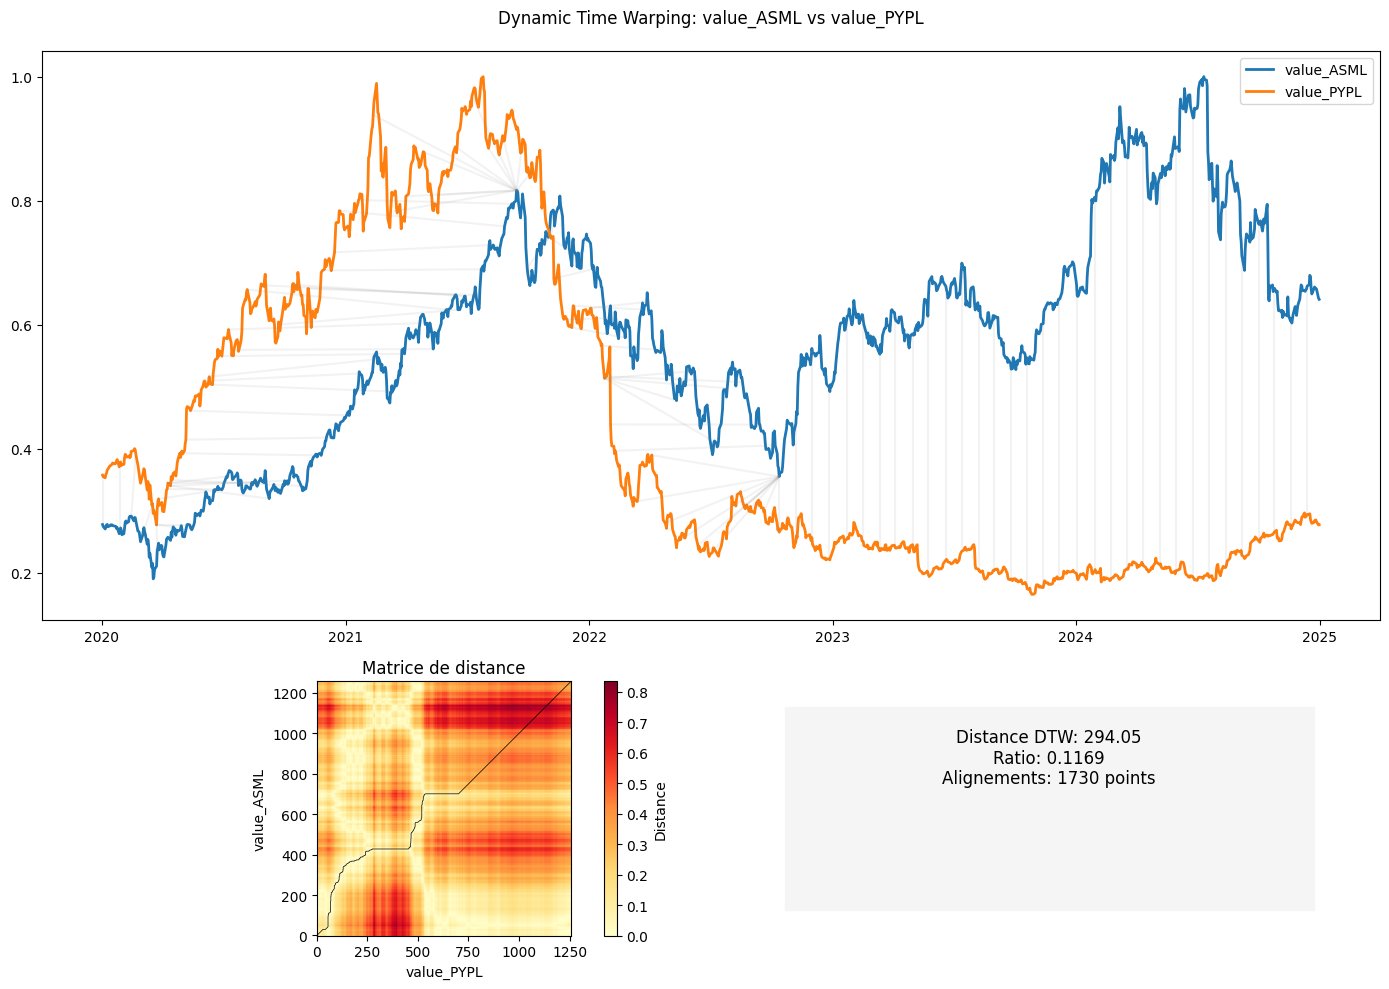 Dynamic Time Warping: value_ASML vs value_PYPL
value_ASML
value_PYPL
1.0
0.8
0.6
0.4
0.2
2020 2021 2022 2023 2024 2025
Matrice de distance
value_ASML
1200
1000
800
600
400
200
0
0 250 500 750 1000 1250
value_PYPL
0.8
0.7
0.6
0.5
0.4
0.3
0.2
0.1
0.0
Distance
Distance DTW: 294.05
Ratio: 0.1169
Alignements: 1730 points